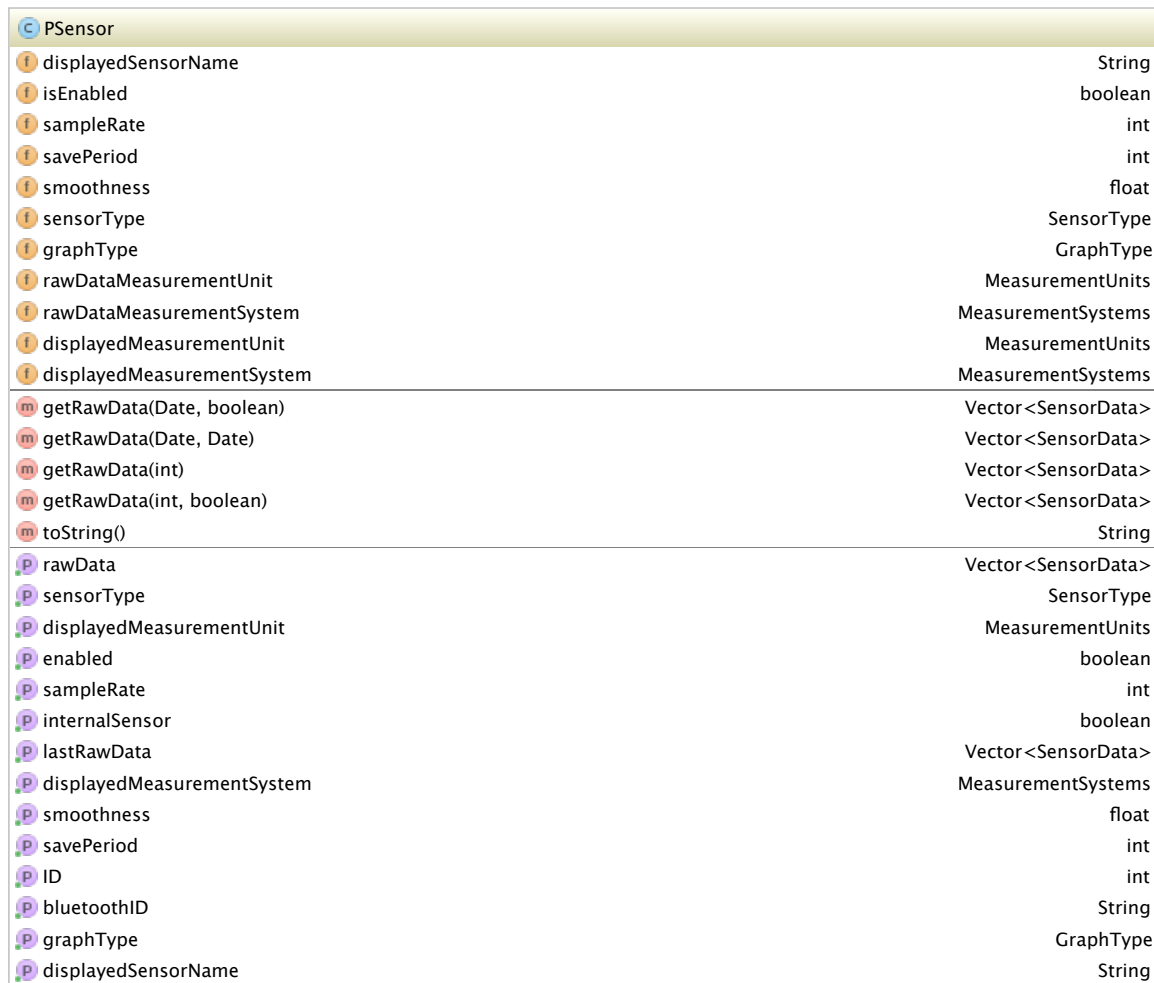 C PSensor
f displayedSensorName String
f isEnabled boolean
f sampleRate int
f savePeriod int
f smoothness float
f sensorType SensorType
f graphType GraphType
f rawDataMeasurementUnit MeasurementUnits
f rawDataMeasurementSystem MeasurementSystems
f displayedMeasurementUnit MeasurementUnits
f displayedMeasurementSystem MeasurementSystems
m getRawData(Date, boolean) Vector<SensorData>
m getRawData(Date, Date) Vector<SensorData>
m getRawData(int) Vector<SensorData>
m getRawData(int, boolean) Vector<SensorData>
m toString() String
P rawData Vector<SensorData>
P sensorType SensorType
P displayedMeasurementUnit MeasurementUnits
P enabled boolean
P sampleRate int
P internalSensor boolean
P lastRawData Vector<SensorData>
P displayedMeasurementSystem MeasurementSystems
P smoothness float
P savePeriod int
P ID int
P bluetoothID String
P graphType GraphType
P displayedSensorName String